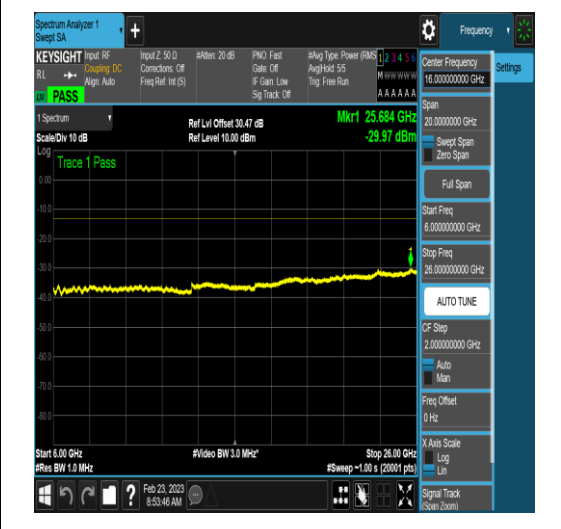 Spectrum Analyzer 1
Swept SA
+
Frequency
KEYSIGHT
RL
PASS
Input: RF
Coupling: DC
Align: Auto
Input Z: 50 Ω
Corrections: Off
Freq Ref: Int (S)
#Atten: 20 dB
PNO: Fast
Gate: Off
IF Gain: Low
Sig Track: Off
#Avg Type: Power (RMS
Avg|Hold: 5/5
Trig: Free Run
1 2 3 4 5 6
M W W W W W
A A A A A A
1 Spectrum
Scale/Div 10 dB
Ref Lvl Offset 30.47 dB
Ref Level 10.00 dBm
Mkr1 25.684 GHz
-29.97 dBm
Log
Trace 1 Pass
0.00
-10.0
-20.0
-30.0
-40.0
-50.0
-60.0
-70.0
-80.0
1
Start 6.00 GHz
#Res BW 1.0 MHz
#Video BW 3.0 MHz*
Stop 26.00 GHz
#Sweep ~1.00 s (20001 pts)
?
Feb 23, 2023
8:53:46 AM
Center Frequency
16.000000000 GHz
Settings
Span
20.0000000 GHz
Swept Span
Zero Span
Full Span
Start Freq
6.000000000 GHz
Stop Freq
26.000000000 GHz
AUTO TUNE
CF Step
2.000000000 GHz
Auto
Man
Freq Offset
0 Hz
X Axis Scale
Log
Lin
Signal Track
(Span Zoom)